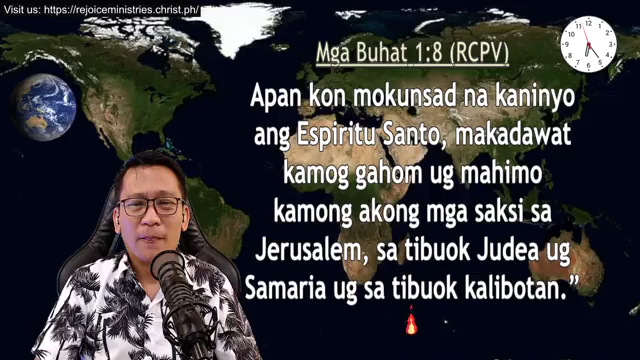 Visit us: https://rejoiceministries.christ.ph/
Mga Buhat 1:8 (RCPV)
Apan kon mokunsad na kaninyo
ang Espiritu Santo, makadawat
kamog gahom ug mahimo
kamong akong mga saksi sa
Jerusalem, sa tibuok Judea ug
Samaria ug sa tibuok kalibotan.”